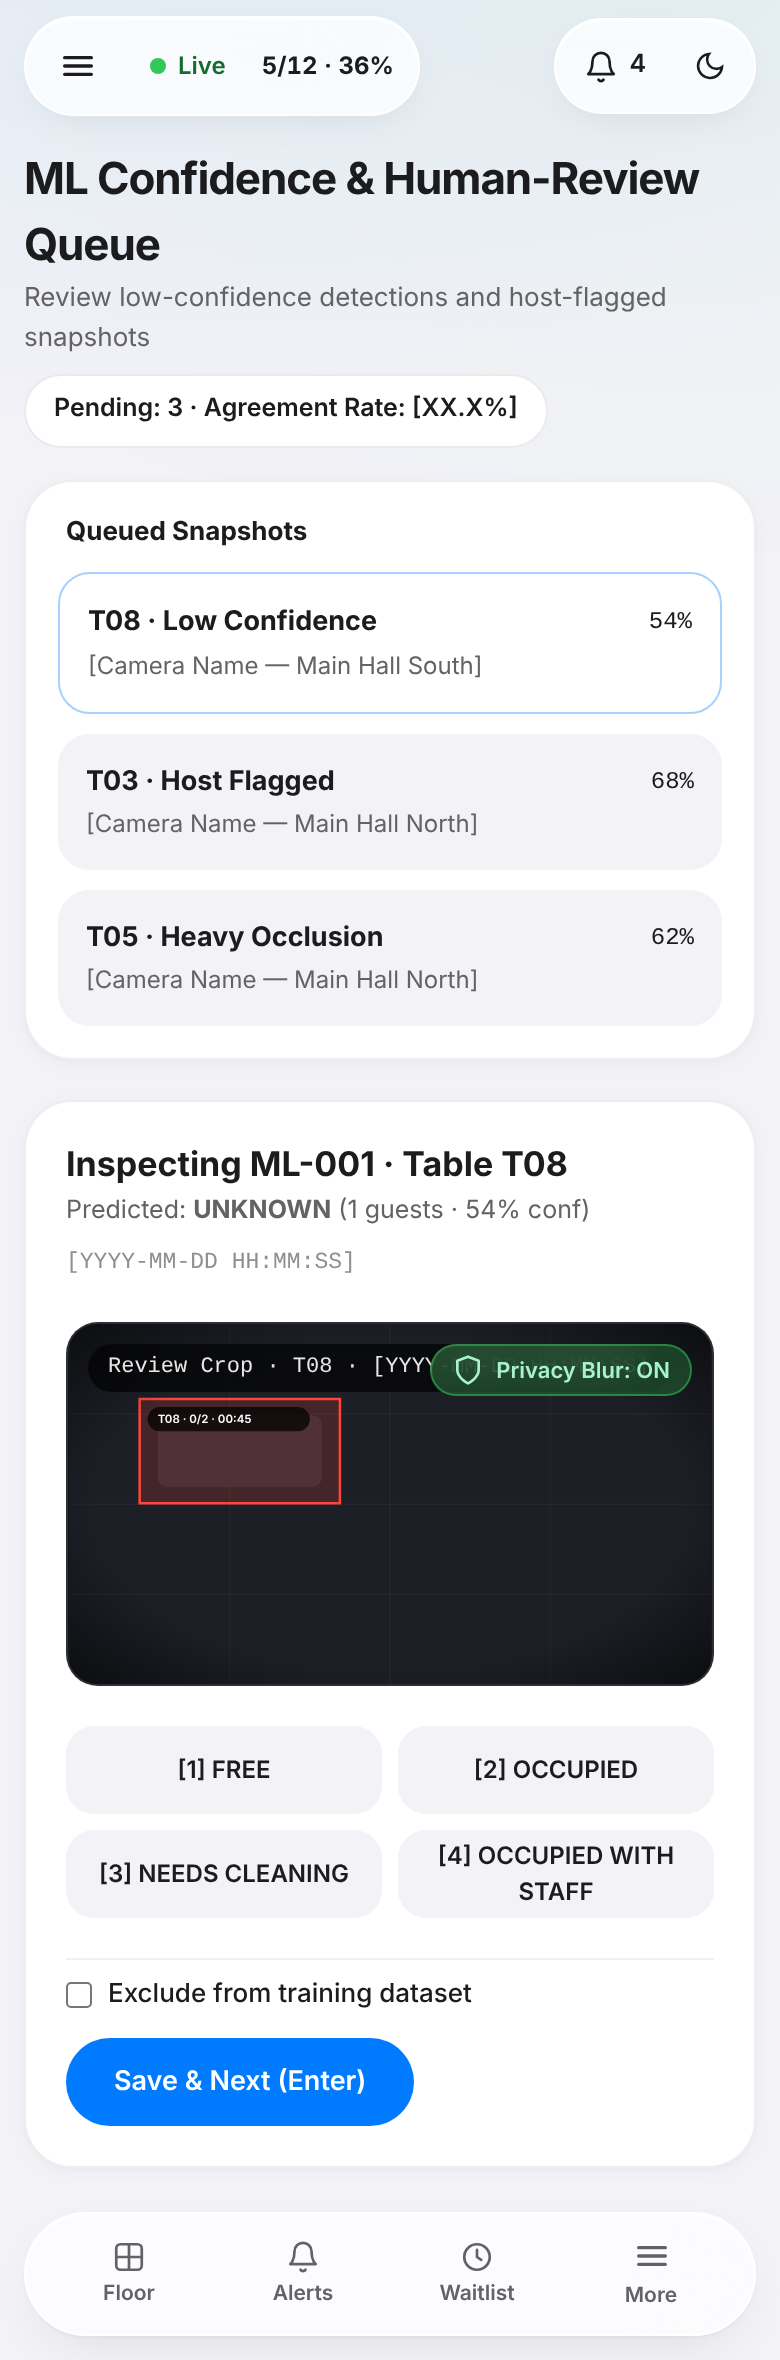 Live 5/12 · 36% 4
ML Confidence & Human-Review
Queue
Review low-confidence detections and host-flagged
snapshots
Pending: 3 · Agreement Rate: [XX.X%]
Queued Snapshots
T08 · Low Confidence 54%
[Camera Name — Main Hall South]
T03 · Host Flagged 68%
[Camera Name — Main Hall North]
T05 · Heavy Occlusion 62%
[Camera Name — Main Hall North]
Inspecting ML-001 · Table T08
Predicted: UNKNOWN (1 guests · 54% conf)
[YYYY-MM-DD HH:MM:SS]
Review Crop · T08 · [YYYY
Privacy Blur: ON
T08 · 0/2 · 00:45
[1] FREE
[2] OCCUPIED
[3] NEEDS CLEANING
[4] OCCUPIED WITH
STAFF
Exclude from training dataset
Save & Next (Enter)
Floor Alerts Waitlist More